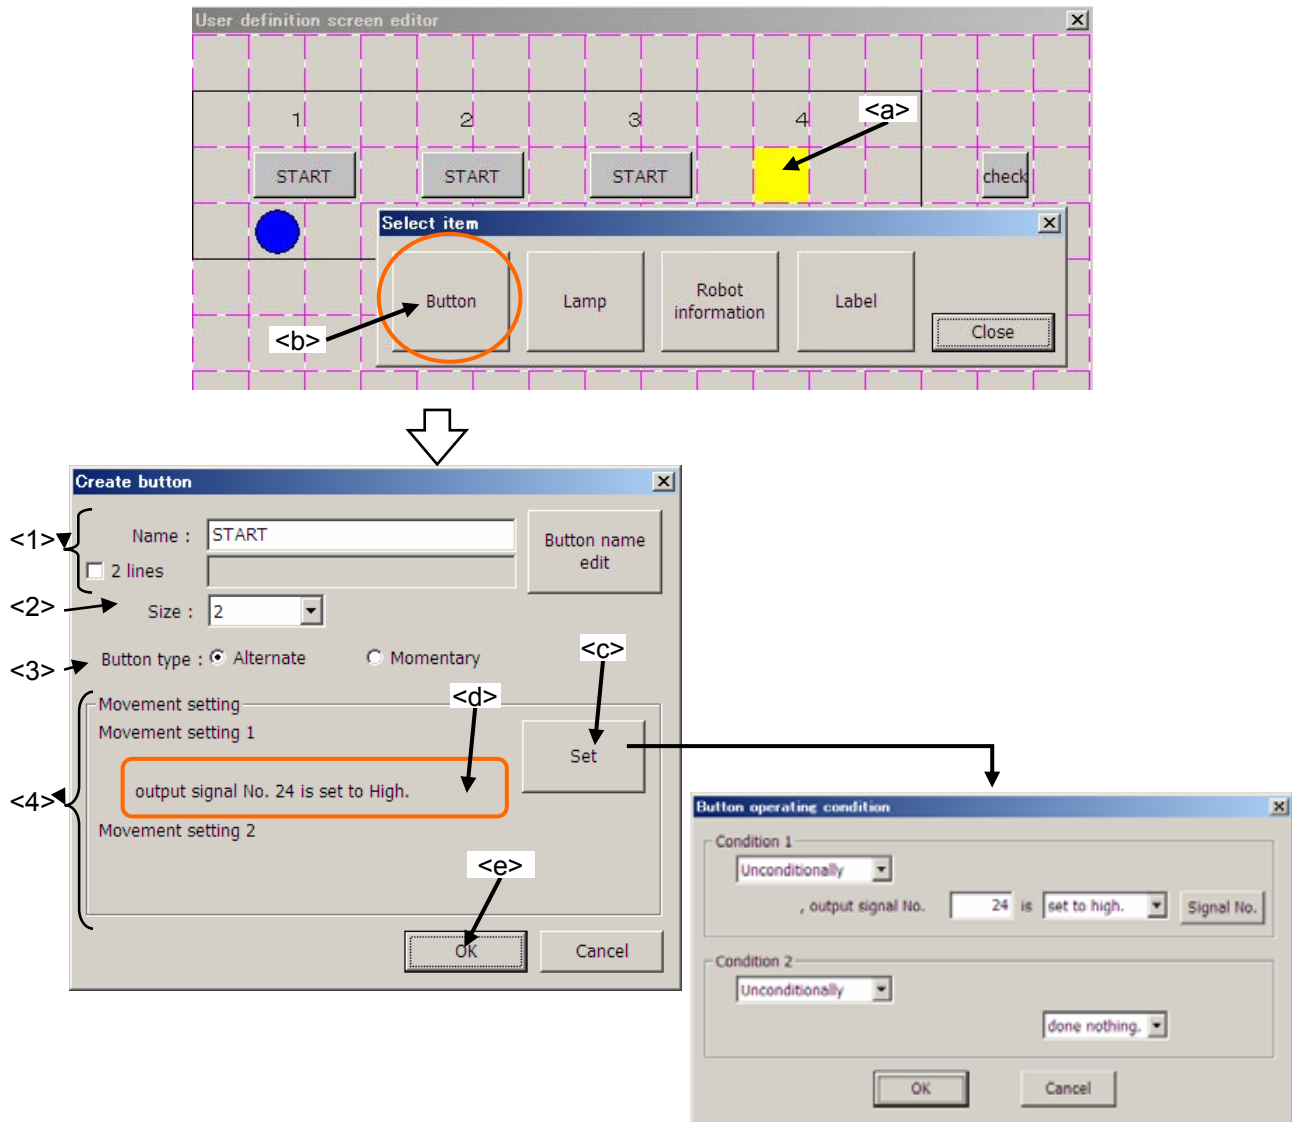 User definition screen editor
1 2 3 4 <a>
START START START check
Select item
Button Lamp Robot information Label
<b>
Close
Create button
<1> Name : START
Button name edit
2 lines
<2> Size : 2
<3> Button type : Alternate Momentary
<c>
<4>
Movement setting
<d>
Movement setting 1
Set
output signal No. 24 is set to High.
Movement setting 2
<e>
OK Cancel
Button operating condition
Condition 1
Unconditionally
, output signal No. 24 is set to high. Signal No.
Condition 2
Unconditionally
done nothing.
OK Cancel